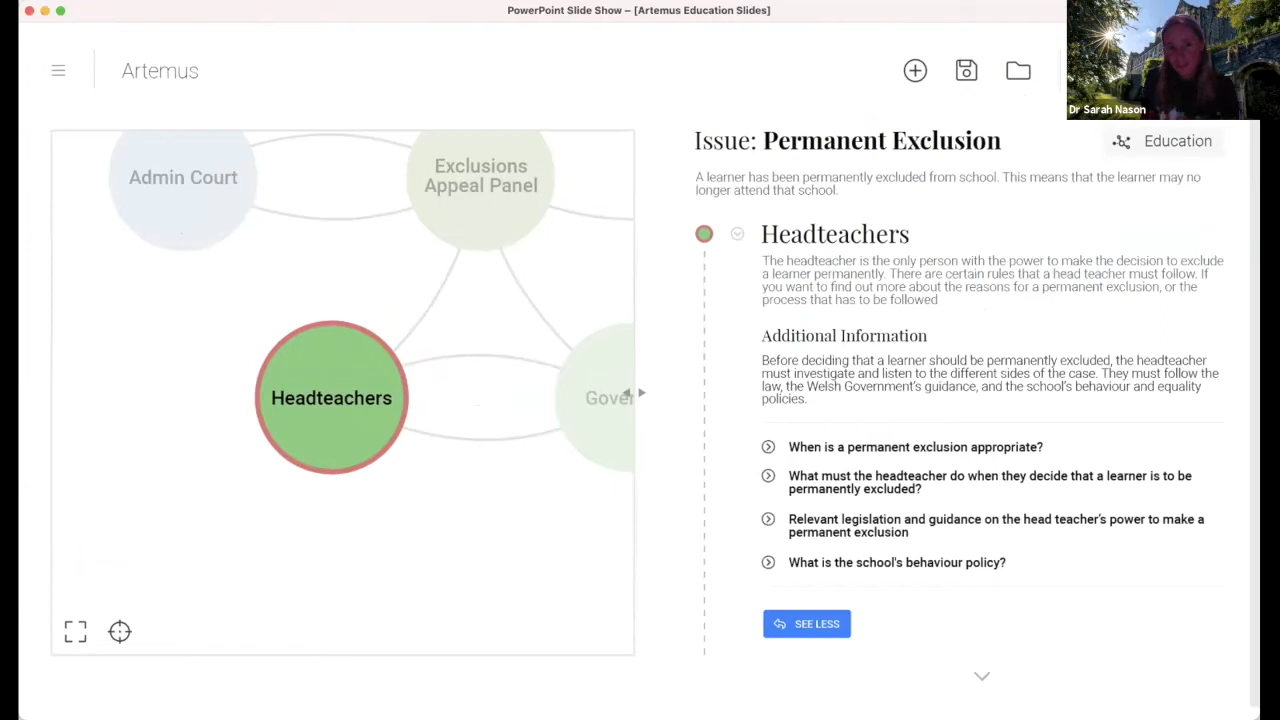 PowerPoint Slide Show – [Artemus Education Slides]
Artemus
Dr Sarah Nason
Admin Court
Exclusions
Appeal Panel
Headteachers
Issue: Permanent Exclusion
Education
A learner has been permanently excluded from school. This means that the learner may no
longer attend that school.
Headteachers
The headteacher is the only person with the power to make the decision to exclude
a learner permanently. There are certain rules that a head teacher must follow. If
you want to find out more about the reasons for a permanent exclusion, or the
process that has to be followed
Additional Information
Before deciding that a learner should be permanently excluded, the headteacher
must investigate and listen to the different sides of the case. They must follow the
law, the Welsh Government's guidance, and the school's behaviour and equality
policies.
When is a permanent exclusion appropriate?
What must the headteacher do when they decide that a learner is to be
permanently excluded?
Relevant legislation and guidance on the head teacher's power to make a
permanent exclusion
What is the school's behaviour policy?
SEE LESS